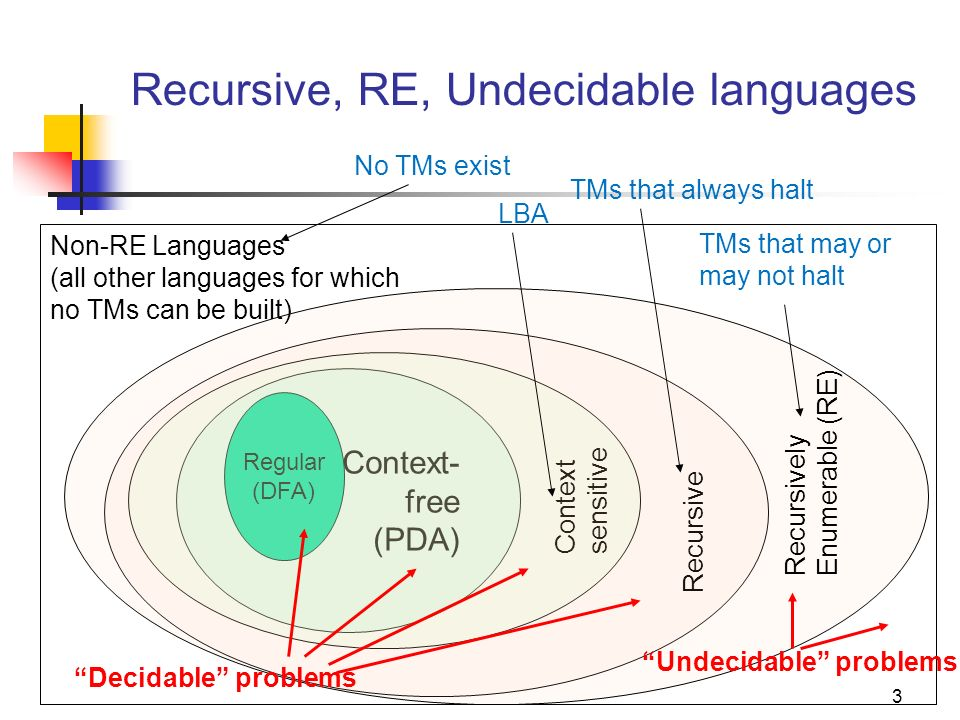 Recursive, RE, Undecidable languages
No TMs exist
TMs that always halt
LBA
Non-RE Languages
(all other languages for which
no TMs can be built)
TMs that may or
may not halt
Regular
(DFA)
Context-
free
(PDA)
Context
sensitive
Recursive
Recursively
Enumerable (RE)
“Decidable” problems
“Undecidable” problems
3